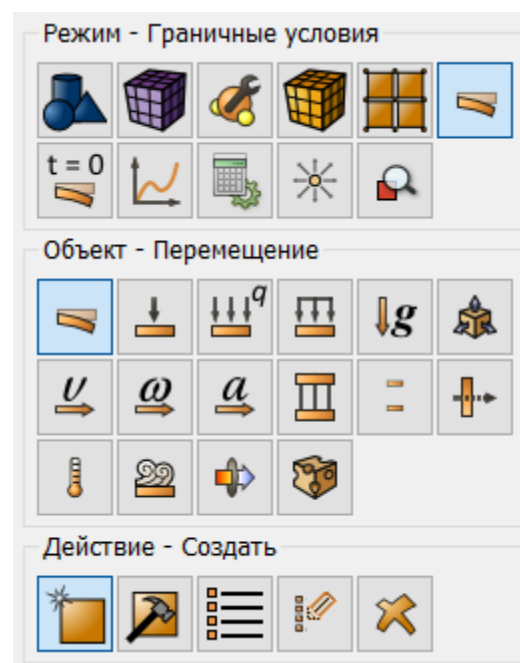 Режим - Граничные условия
t = 0
Объект - Перемещение
q
g
υ ω a
Действие - Создать